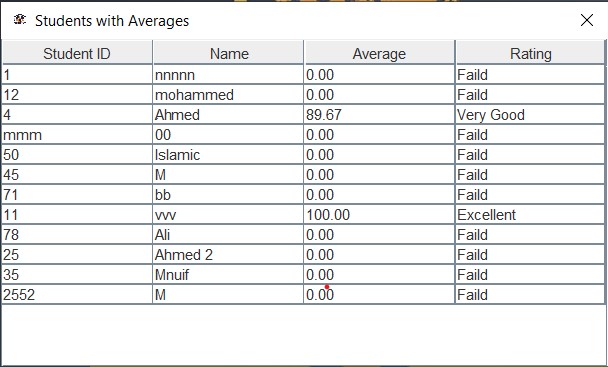 Students with Averages
Student ID Name Average Rating
1 nnnnn 0.00 Faild
12 mohammed 0.00 Faild
4 Ahmed 89.67 Very Good
mmm 00 0.00 Faild
50 Islamic 0.00 Faild
45 M 0.00 Faild
71 bb 0.00 Faild
11 vvv 100.00 Excellent
78 Ali 0.00 Faild
25 Ahmed 2 0.00 Faild
35 Mnuif 0.00 Faild
2552 M 0.00 Faild